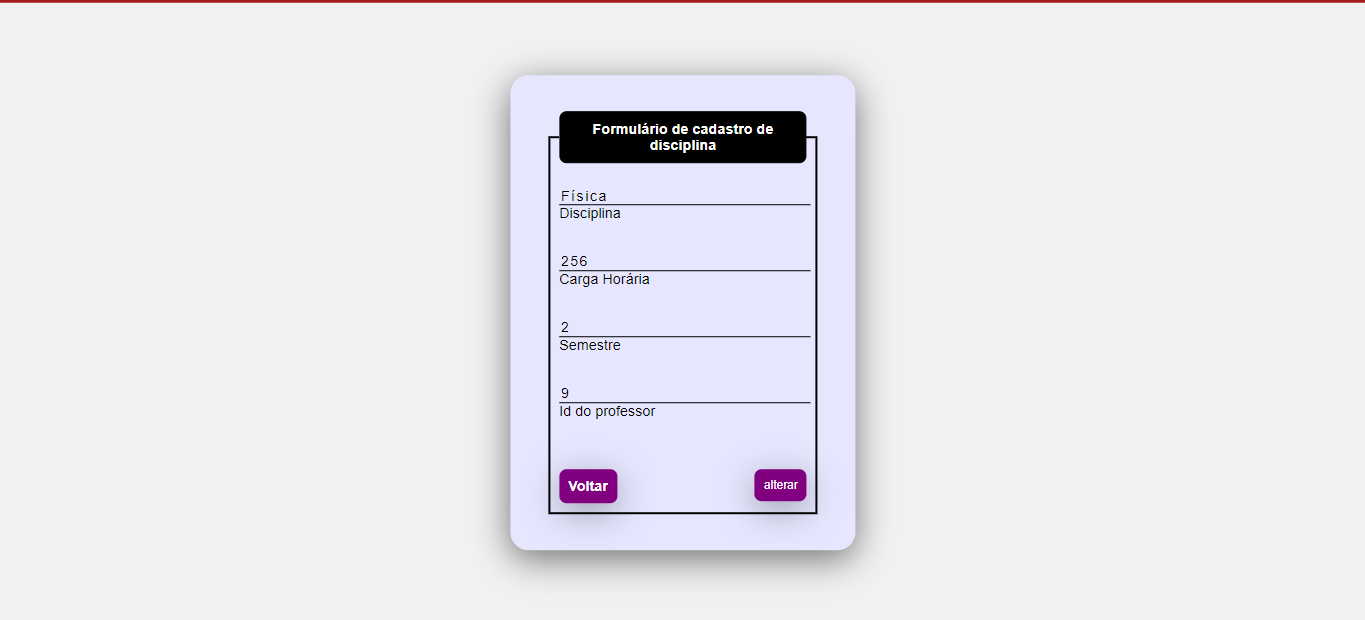 Formulário de cadastro de
disciplina
Física
Disciplina
256
Carga Horária
2
Semestre
9
Id do professor
Voltar
alterar